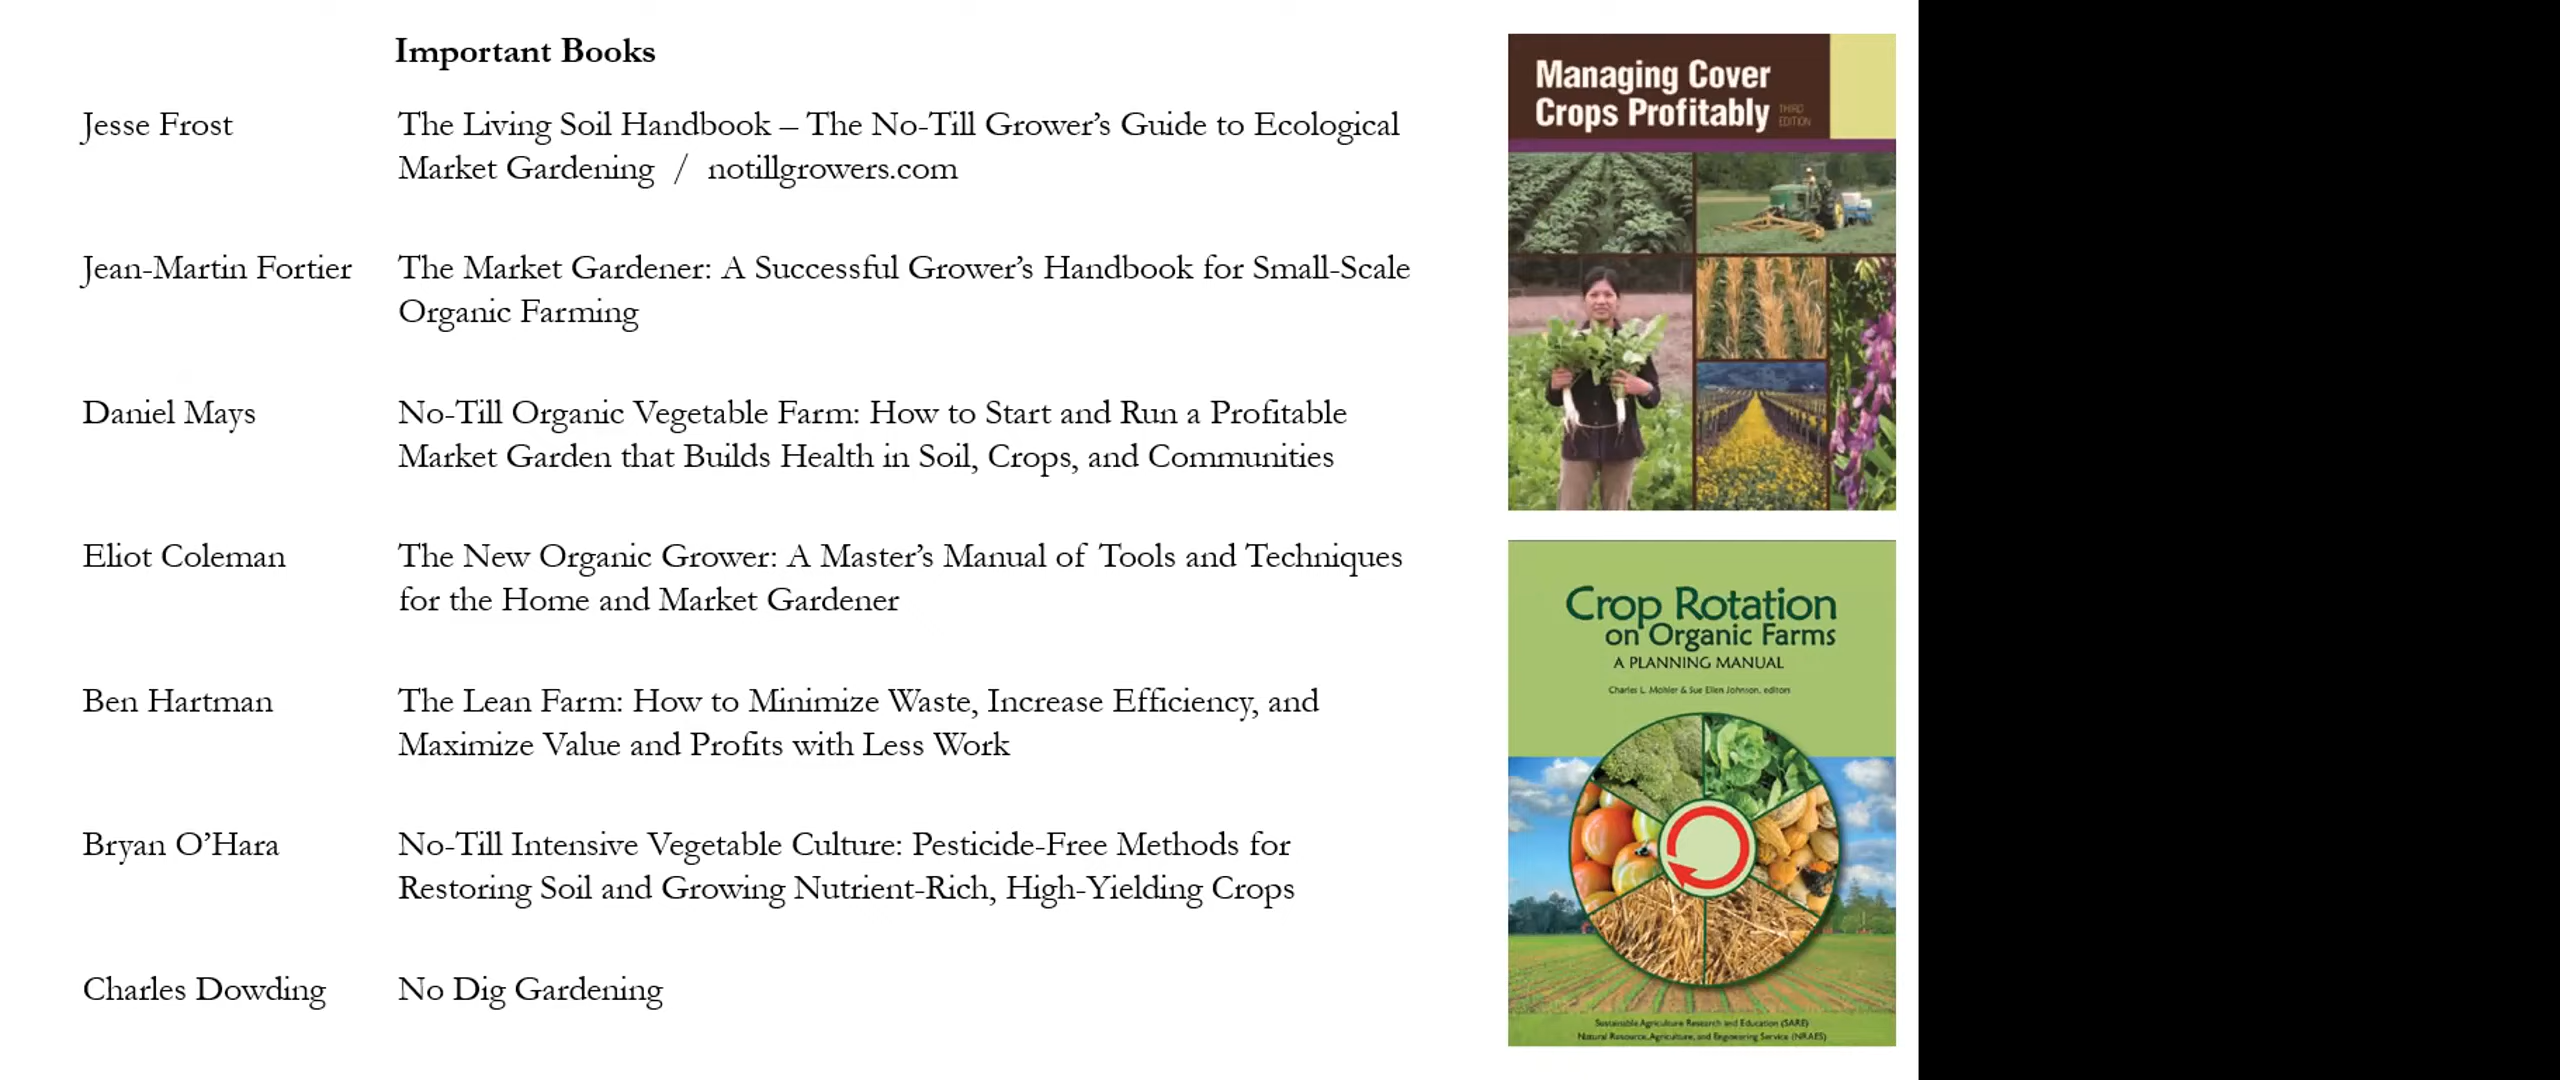 Important Books
Jesse Frost
The Living Soil Handbook – The No-Till Grower's Guide to Ecological
Market Gardening / notillgrowers.com
Jean-Martin Fortier
The Market Gardener: A Successful Grower's Handbook for Small-Scale
Organic Farming
Daniel Mays
No-Till Organic Vegetable Farm: How to Start and Run a Profitable
Market Garden that Builds Health in Soil, Crops, and Communities
Eliot Coleman
The New Organic Grower: A Master's Manual of Tools and Techniques
for the Home and Market Gardener
Ben Hartman
The Lean Farm: How to Minimize Waste, Increase Efficiency, and
Maximize Value and Profits with Less Work
Bryan O'Hara
No-Till Intensive Vegetable Culture: Pesticide-Free Methods for
Restoring Soil and Growing Nutrient-Rich, High-Yielding Crops
Charles Dowding
No Dig Gardening
Managing Cover
Crops Profitably
THIRD
EDITION
Crop Rotation
on Organic Farms
A PLANNING MANUAL
Charles L. Mohler & Sue Ellen Johnson, editors
Sustainable Agriculture Research and Education (SARE)
Natural Resource, Agriculture, and Engineering Service (NRAES)